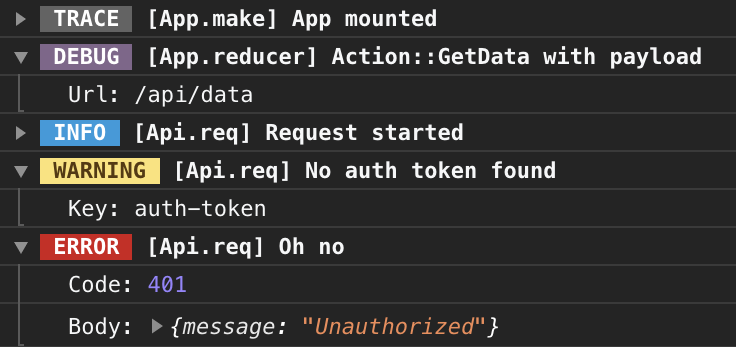 TRACE [App.make] App mounted
DEBUG [App.reducer] Action::GetData with payload
Url: /api/data
INFO [Api.req] Request started
WARNING [Api.req] No auth token found
Key: auth-token
ERROR [Api.req] Oh no
Code: 401
Body: {message: "Unauthorized"}